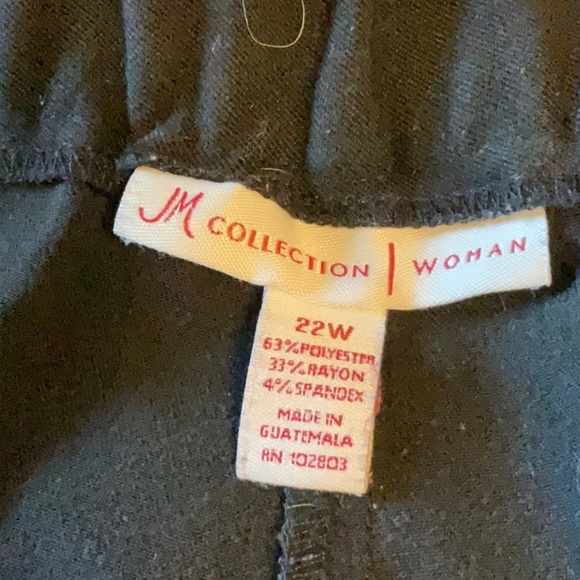 JM COLLECTION | WOMAN
22W
63% POLYESTER
33% RAYON
4% SPANDEX
MADE IN
GUATEMALA
RN 102803